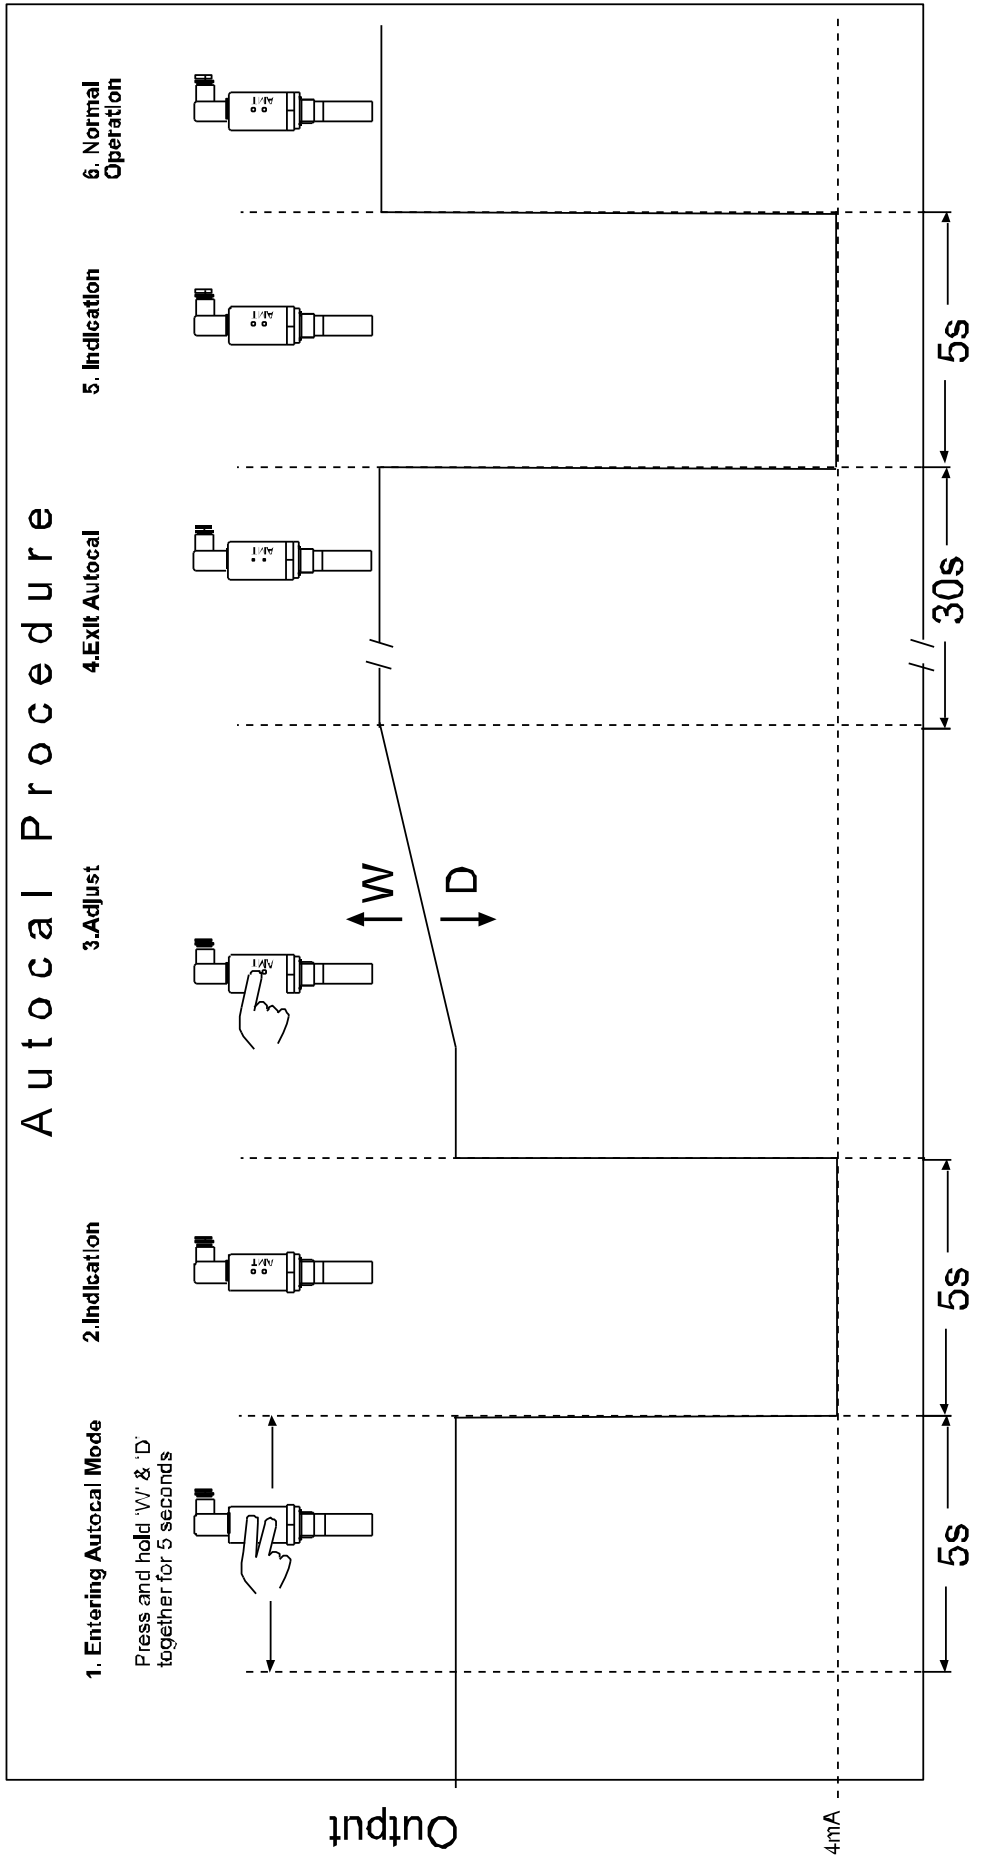 Autocal Procedure
1. Entering Autocal Mode
Press and hold 'W' & 'D'
together for 5 seconds
2.Indication
3.Adjust
4.Exit Autocal
5. Indication
6. Normal
Operation
W
D
Output
4mA
5s
5s
30s
5s